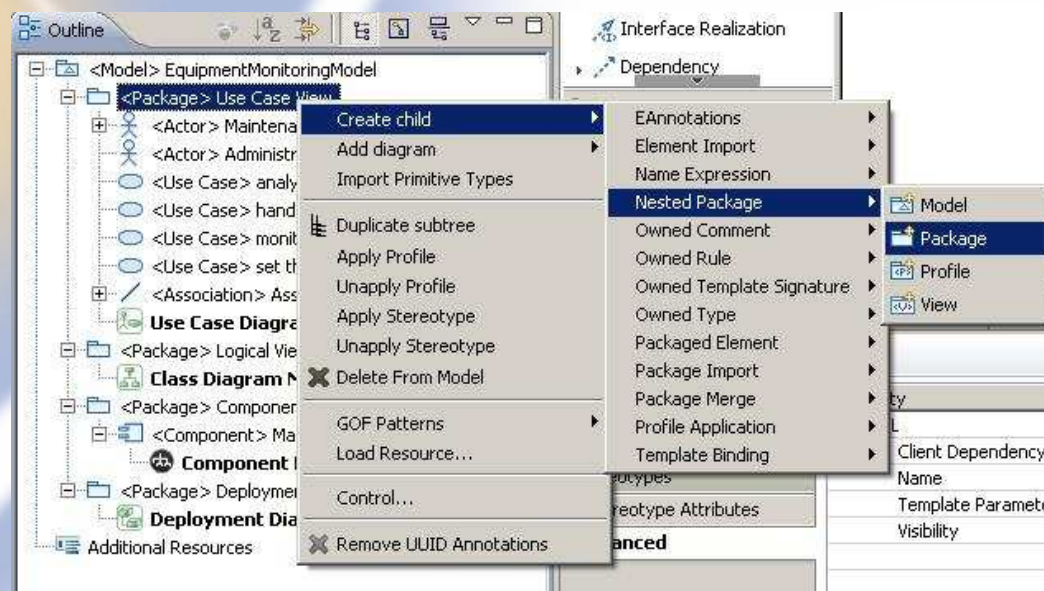 Outline
<Model> EquipmentMonitoringModel
<Package> Use Case View
<Actor> Maintena
<Actor> Administr
<Use Case> analy
<Use Case> hand
<Use Case> monit
<Use Case> set th
<Association> Ass
Use Case Diagra
<Package> Logical Vie
Class Diagram N
<Package> Componen
<Component> Ma
Component
<Package> Deploymen
Deployment Dia
Additional Resources
Create child
Add diagram
Import Primitive Types
Duplicate subtree
Apply Profile
Unapply Profile
Apply Stereotype
Unapply Stereotype
Delete From Model
GOF Patterns
Load Resource...
Control...
Remove UUID Annotations
Interface Realization
Dependency
EAnnotations
Element Import
Name Expression
Nested Package
Owned Comment
Owned Rule
Owned Template Signature
Owned Type
Packaged Element
Package Import
Package Merge
Profile Application
Template Binding
Model
Package
Profile
View
eotypes
reotype Attributes
anced
ty
L
Client Dependency
Name
Template Paramete
Visibility